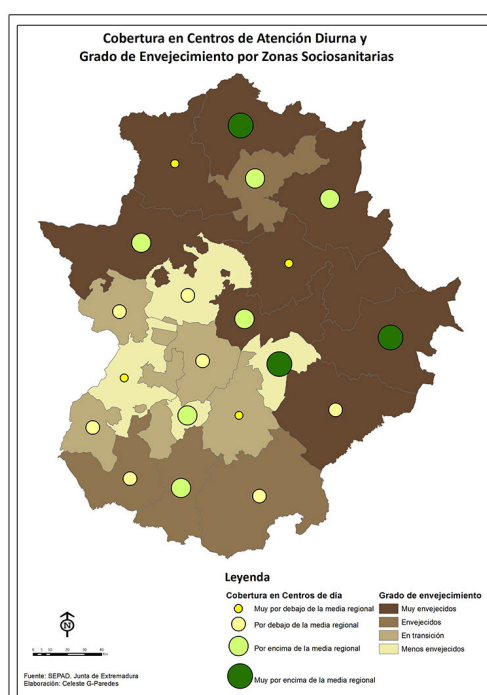 Cobertura en Centros de Atención Diurna y
Grado de Envejecimiento por Zonas Sociosanitarias
Leyenda
Cobertura en Centros de día
Muy por debajo de la media regional
Por debajo de la media regional
Por encima de la media regional
Muy por encima de la media regional
Grado de envejecimiento
Muy envejecidos
Envejecidos
En transición
Menos envejecidos
N
Fuente: SEPAD. Junta de Extremadura
Elaboración: Celeste G-Paredes